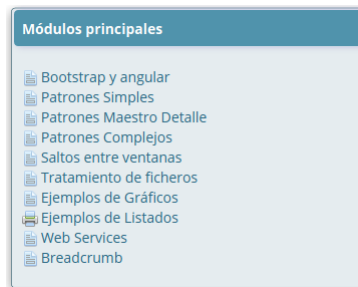 Módulos principales
Bootstrap y angular
Patrones Simples
Patrones Maestro Detalle
Patrones Complejos
Saltos entre ventanas
Tratamiento de ficheros
Ejemplos de Gráficos
Ejemplos de Listados
Web Services
Breadcrumb